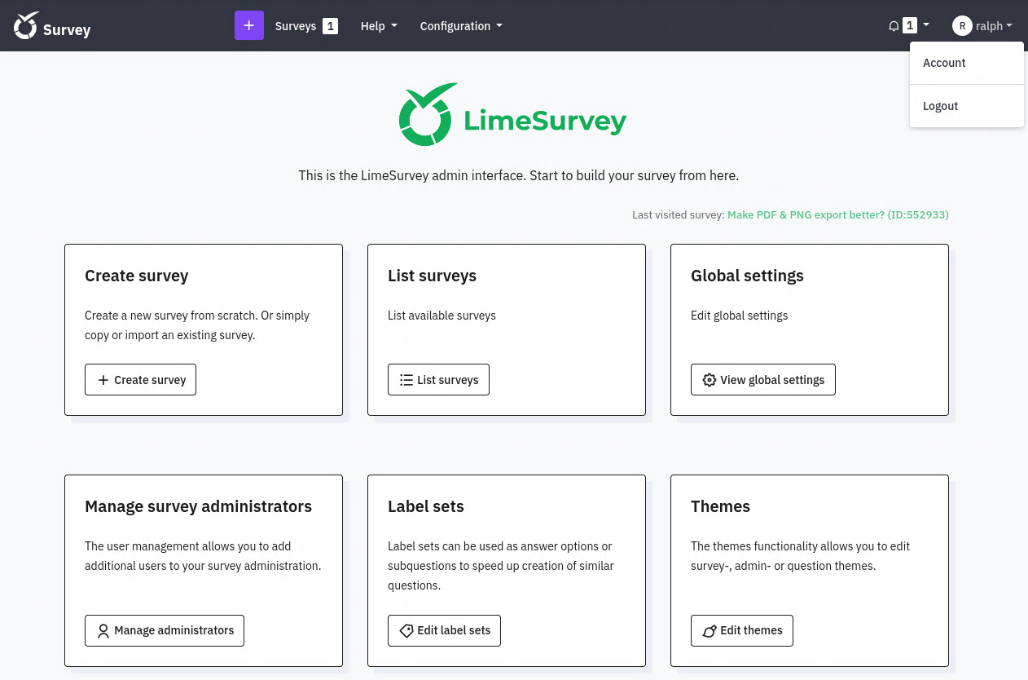 Survey
+ Surveys 1 Help Configuration 1 R ralph
Account
Logout
LimeSurvey
This is the LimeSurvey admin interface. Start to build your survey from here.
Last visited survey: Make PDF & PNG export better? (ID:552933)
Create survey
Create a new survey from scratch. Or simply
copy or import an existing survey.
+ Create survey
List surveys
List available surveys
List surveys
Global settings
Edit global settings
View global settings
Manage survey administrators
The user management allows you to add
additional users to your survey administration.
Manage administrators
Label sets
Label sets can be used as answer options or
subquestions to speed up creation of similar
questions.
Edit label sets
Themes
The themes functionality allows you to edit
survey-, admin- or question themes.
Edit themes